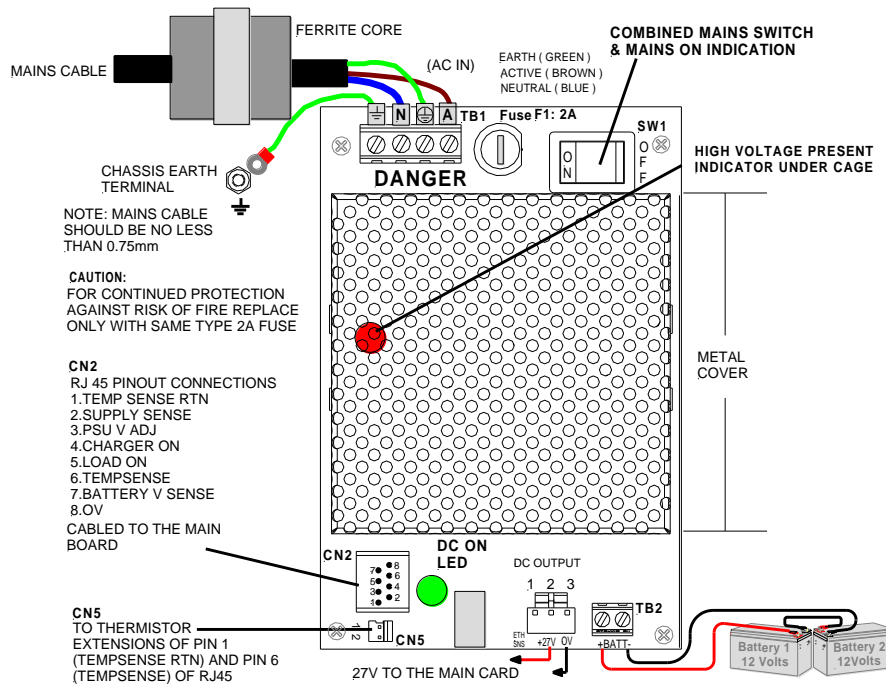 FERRITE CORE
MAINS CABLE
(AC IN)
EARTH ( GREEN )
ACTIVE ( BROWN )
NEUTRAL ( BLUE )
COMBINED MAINS SWITCH
& MAINS ON INDICATION
N
A
TB1
Fuse F1: 2A
SW1
ON
OFF
HIGH VOLTAGE PRESENT
INDICATOR UNDER CAGE
DANGER
CHASSIS EARTH
TERMINAL
NOTE: MAINS CABLE
SHOULD BE NO LESS
THAN 0.75mm
CAUTION:
FOR CONTINUED PROTECTION
AGAINST RISK OF FIRE REPLACE
ONLY WITH SAME TYPE 2A FUSE
METAL
COVER
CN2
RJ 45 PINOUT CONNECTIONS
1.TEMP SENSE RTN
2.SUPPLY SENSE
3.PSU V ADJ
4.CHARGER ON
5.LOAD ON
6.TEMPSENSE
7.BATTERY V SENSE
8.OV
CABLED TO THE MAIN
BOARD
CN2
7 8
5 6
3 4
1 2
DC ON
LED
DC OUTPUT
1 2 3
TB2
ETH
SNS
+27V
0V
+BATT-
CN5
TO THERMISTOR
EXTENSIONS OF PIN 1
(TEMPSENSE RTN) AND PIN 6
(TEMPSENSE) OF RJ45
1 2
CN5
27V TO THE MAIN CARD
Battery 1
12 Volts
Battery 2
12Volts